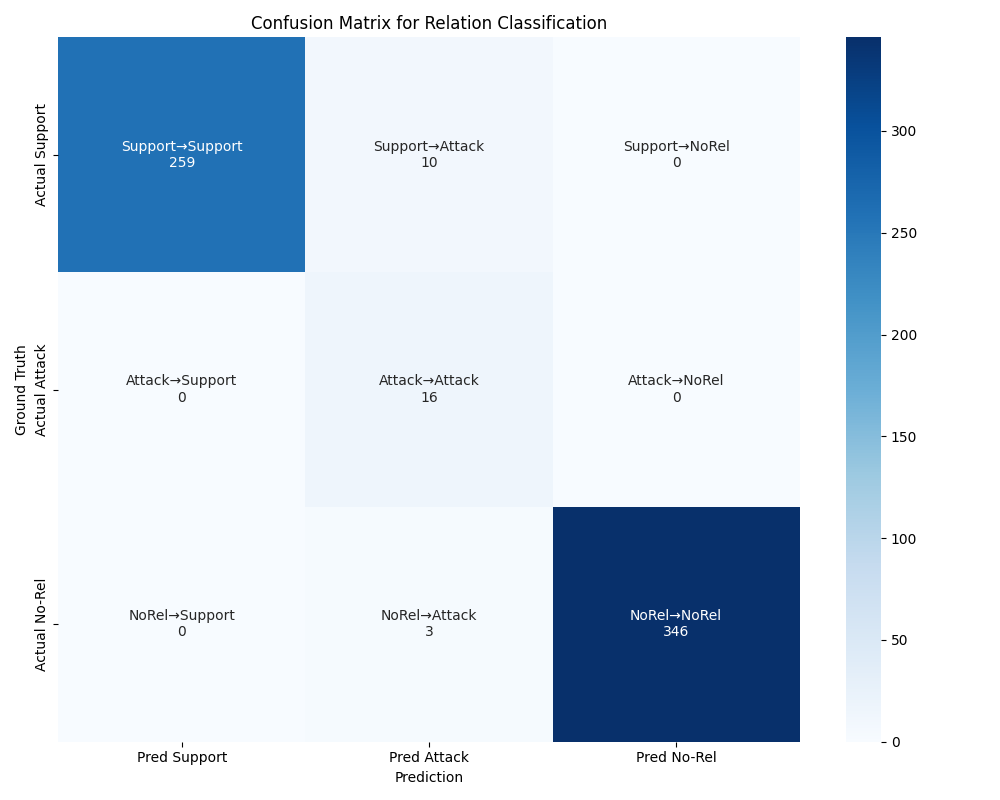 Confusion Matrix for Relation Classification
Ground Truth
Actual Support
Support→Support
259
Support→Attack
10
Support→NoRel
0
Actual Attack
Attack→Support
0
Attack→Attack
16
Attack→NoRel
0
Actual No-Rel
NoRel→Support
0
NoRel→Attack
3
NoRel→NoRel
346
Pred Support
Pred Attack
Pred No-Rel
Prediction
300
250
200
150
100
50
0